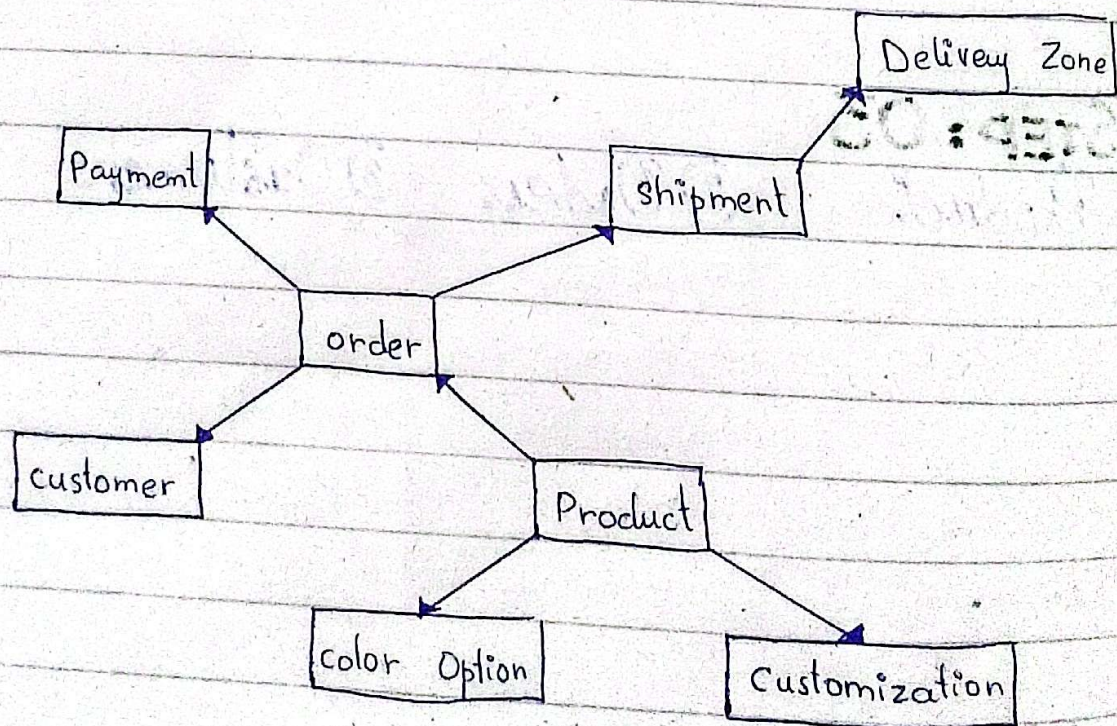 Delivery Zone
Payment
shipment
order
customer
Product
color Option
Customization